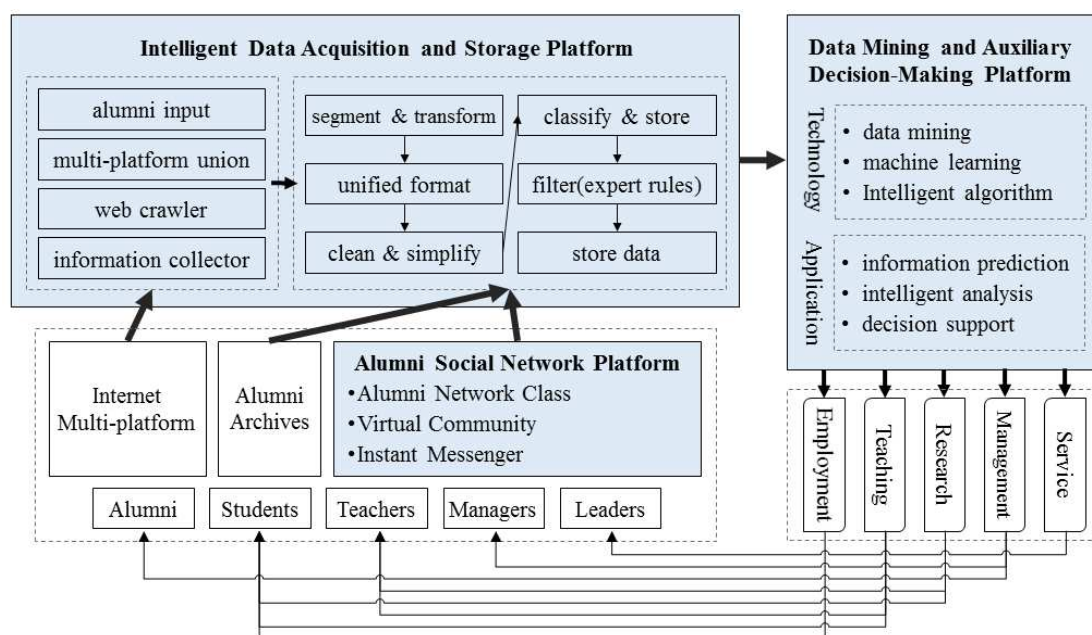 Intelligent Data Acquisition and Storage Platform
alumni input
multi-platform union
web crawler
information collector
segment & transform
unified format
clean & simplify
classify & store
filter(expert rules)
store data
Data Mining and Auxiliary
Decision-Making Platform
Technology
• data mining
• machine learning
• Intelligent algorithm
Application
• information prediction
• intelligent analysis
• decision support
Internet
Multi-platform
Alumni
Archives
Alumni Social Network Platform
•Alumni Network Class
•Virtual Community
•Instant Messenger
Alumni
Students
Teachers
Managers
Leaders
Employment
Teaching
Research
Management
Service